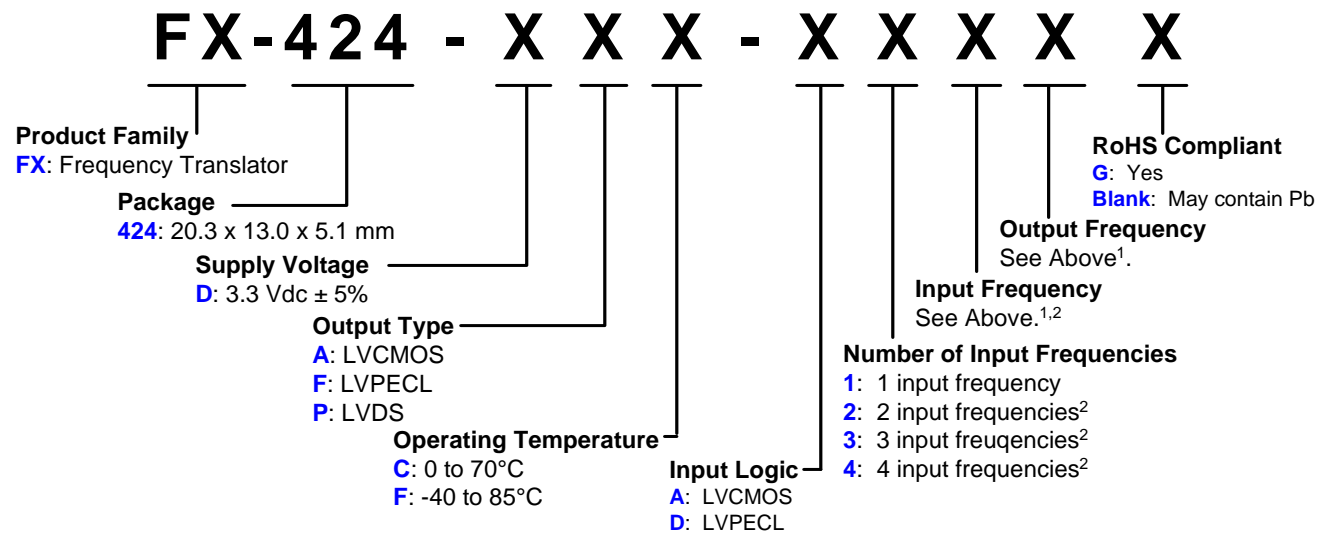 FX-424 - X X X - X X X X X
Product Family
FX: Frequency Translator
Package
424: 20.3 x 13.0 x 5.1 mm
Supply Voltage
D: 3.3 Vdc ± 5%
Output Type
A: LVCMOS
F: LVPECL
P: LVDS
Operating Temperature
C: 0 to 70°C
F: -40 to 85°C
Input Logic
A: LVCMOS
D: LVPECL
Number of Input Frequencies
1: 1 input frequency
2: 2 input frequencies²
3: 3 input freuqencies²
4: 4 input frequencies²
Input Frequency
See Above.¹,²
Output Frequency
See Above¹.
RoHS Compliant
G: Yes
Blank: May contain Pb